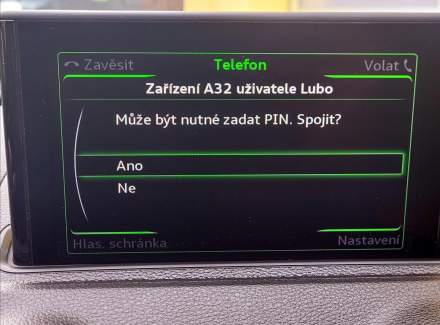 Zavěsit Telefon Volat
Zařízení A32 uživatele Lubo
Může být nutné zadat PIN. Spojit?
Ano
Ne
Hlas. schránka Nastavení